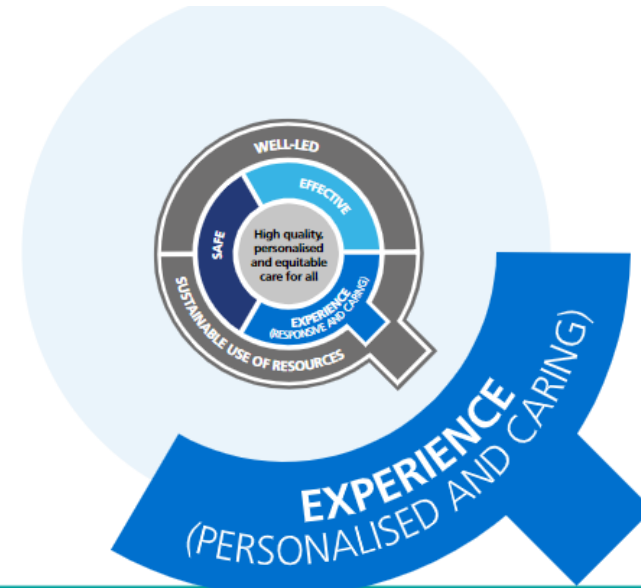 WELL-LED
EFFECTIVE
SAFE
High quality,
personalised
and equitable
care for all
EXPERIENCE
(RESPONSIVE AND CARING)
SUSTAINABLE USE OF RESOURCES
EXPERIENCE
(PERSONALISED AND CARING)